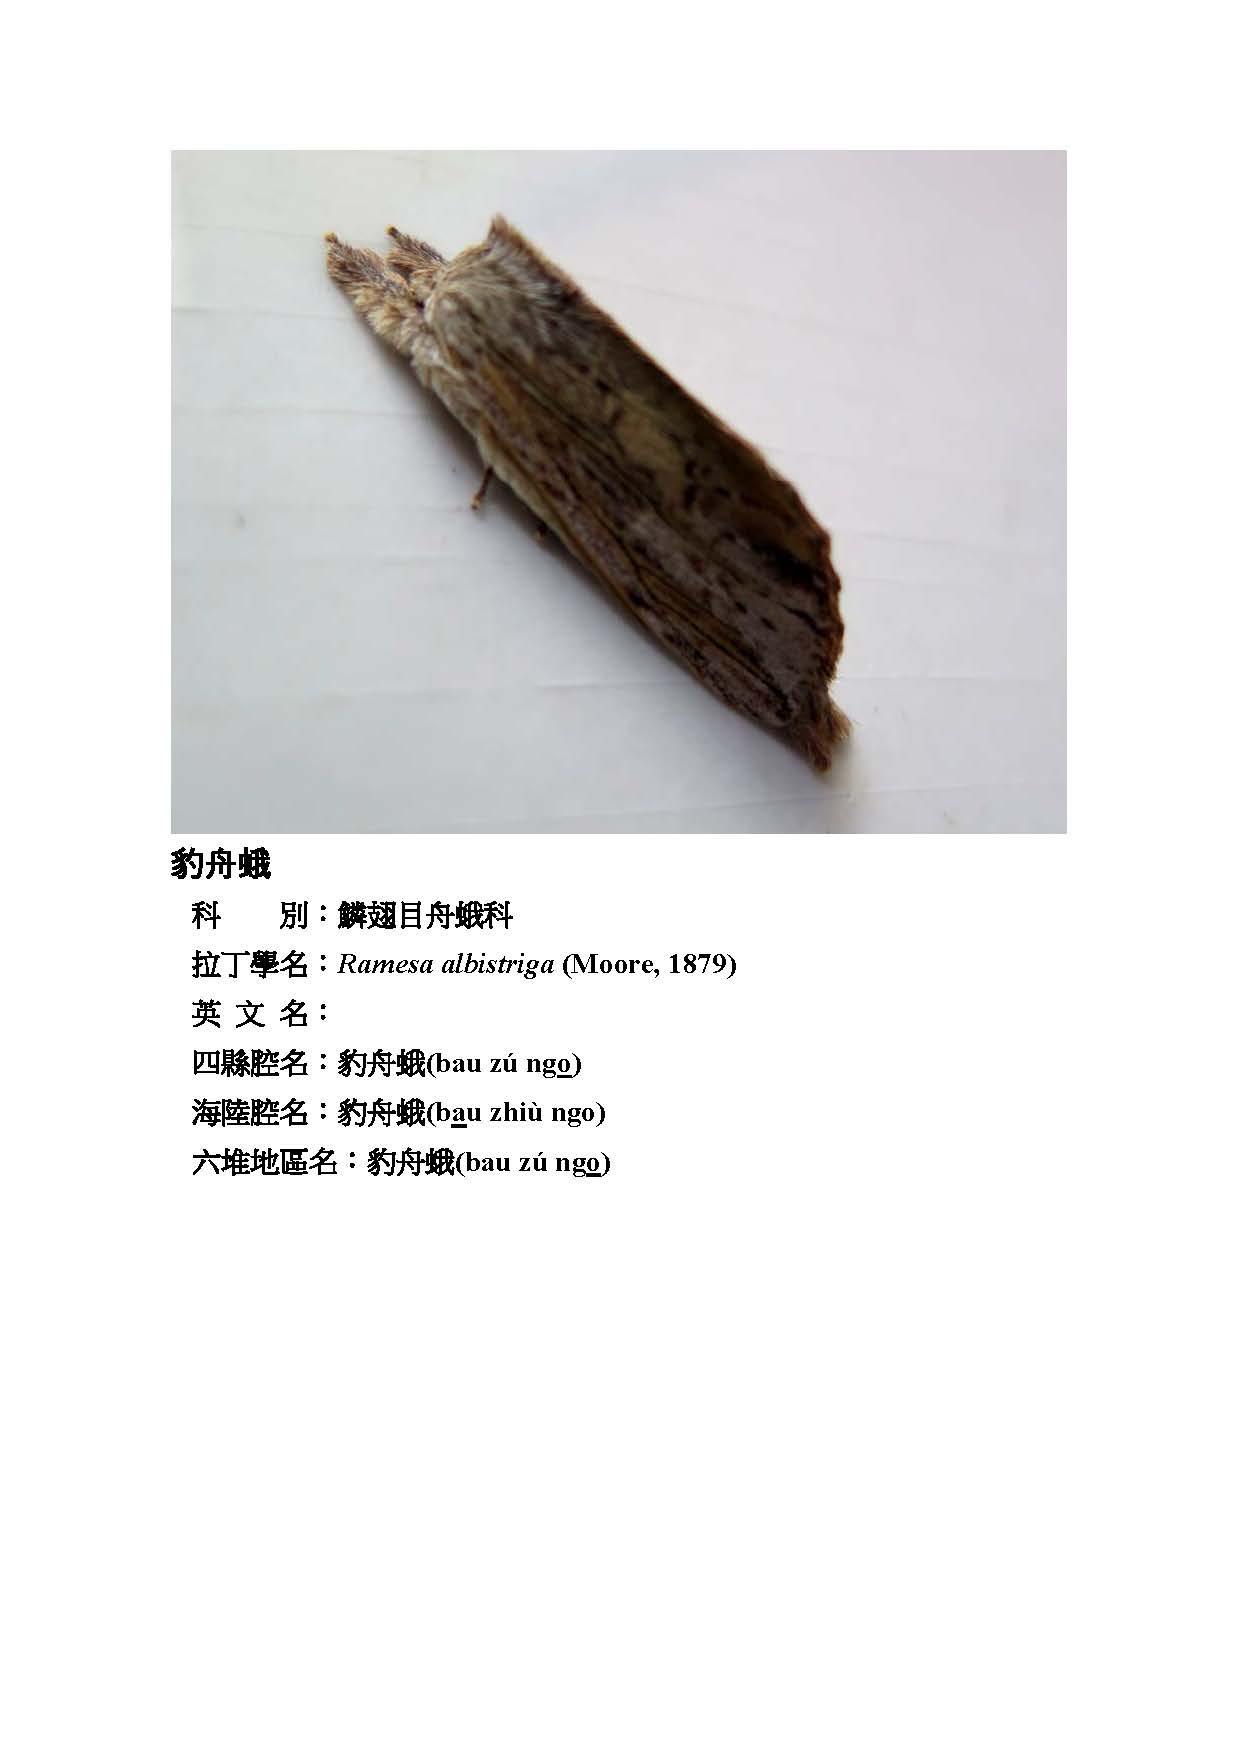 豹舟蛾
科　　別：鱗翅目舟蛾科
拉丁學名：Ramesa albistriga (Moore, 1879)
英 文 名：
四縣腔名：豹舟蛾(bau zú ngo̲)
海陸腔名：豹舟蛾(ba̲u zhiù ngo)
六堆地區名：豹舟蛾(bau zú ngo̲)